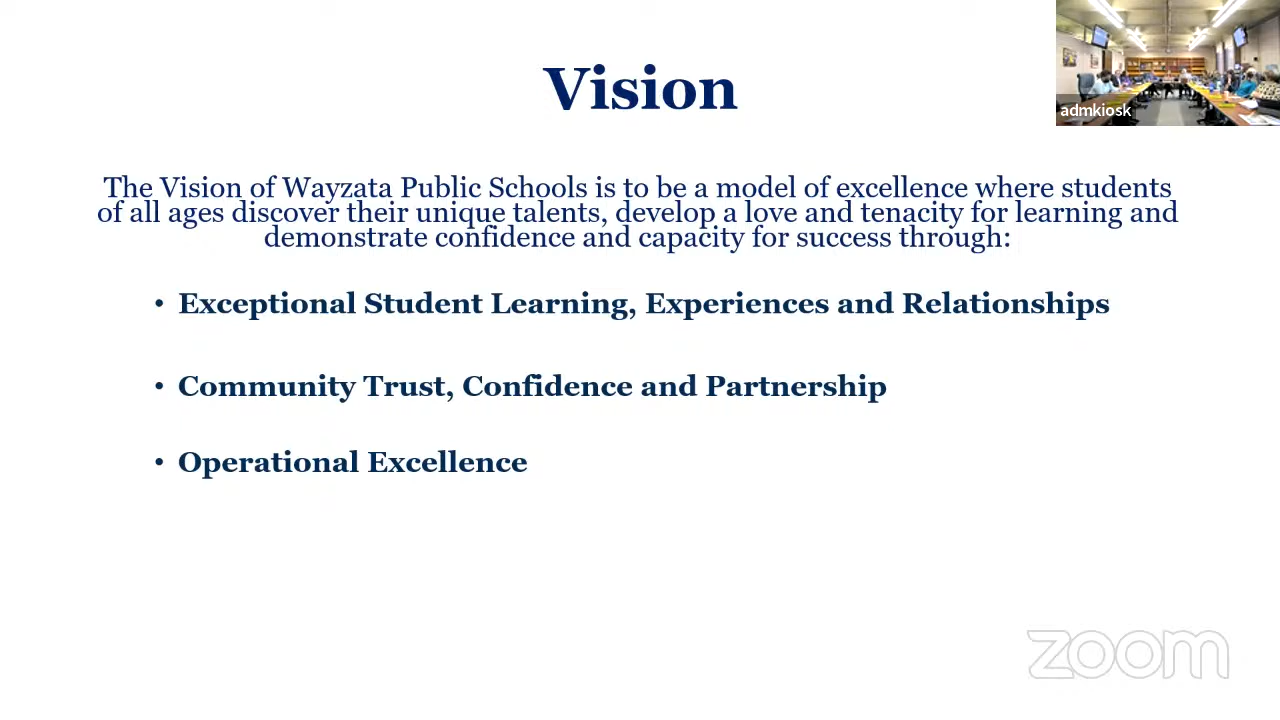 Vision
admkiosk
The Vision of Wayzata Public Schools is to be a model of excellence where students
of all ages discover their unique talents, develop a love and tenacity for learning and
demonstrate confidence and capacity for success through:
• Exceptional Student Learning, Experiences and Relationships
• Community Trust, Confidence and Partnership
• Operational Excellence
zoom